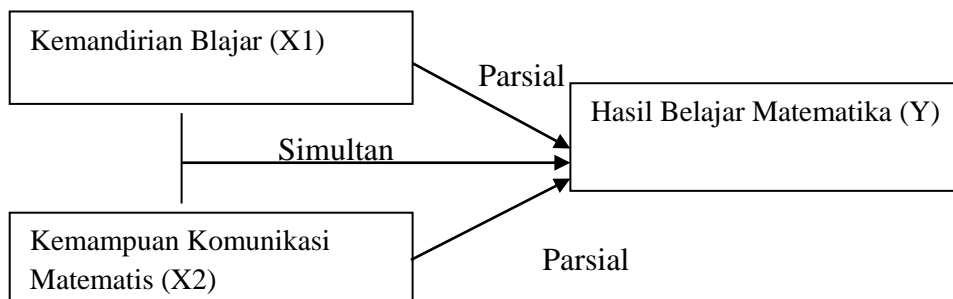 Kemandirian Blajar (X1)
Parsial
Hasil Belajar Matematika (Y)
Simultan
Kemampuan Komunikasi
Matematis (X2)
Parsial